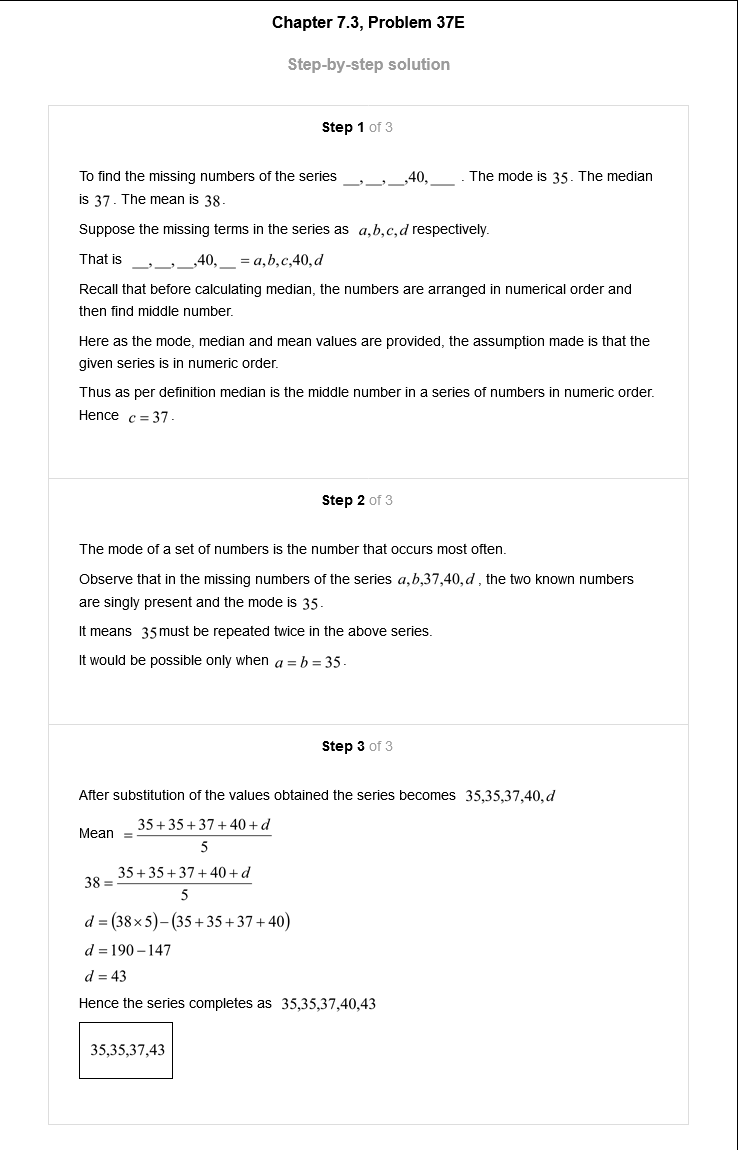 Chapter 7.3, Problem 37E
Step-by-step solution
Step 1 of 3
To find the missing numbers of the series __,__,__,40,___ . The mode is 35. The median
is 37. The mean is 38.
Suppose the missing terms in the series as a,b,c,d respectively.
That is __,__,__,40,__ = a,b,c,40,d
Recall that before calculating median, the numbers are arranged in numerical order and
then find middle number.
Here as the mode, median and mean values are provided, the assumption made is that the
given series is in numeric order.
Thus as per definition median is the middle number in a series of numbers in numeric order.
Hence c = 37.
Step 2 of 3
The mode of a set of numbers is the number that occurs most often.
Observe that in the missing numbers of the series a,b,37,40,d , the two known numbers
are singly present and the mode is 35.
It means 35 must be repeated twice in the above series.
It would be possible only when a = b = 35.
Step 3 of 3
After substitution of the values obtained the series becomes 35,35,37,40,d
Mean = 35+35+37+40+d
5
38 = 35+35+37+40+d
5
d = (38×5)−(35+35+37+40)
d = 190−147
d = 43
Hence the series completes as 35,35,37,40,43
35,35,37,43